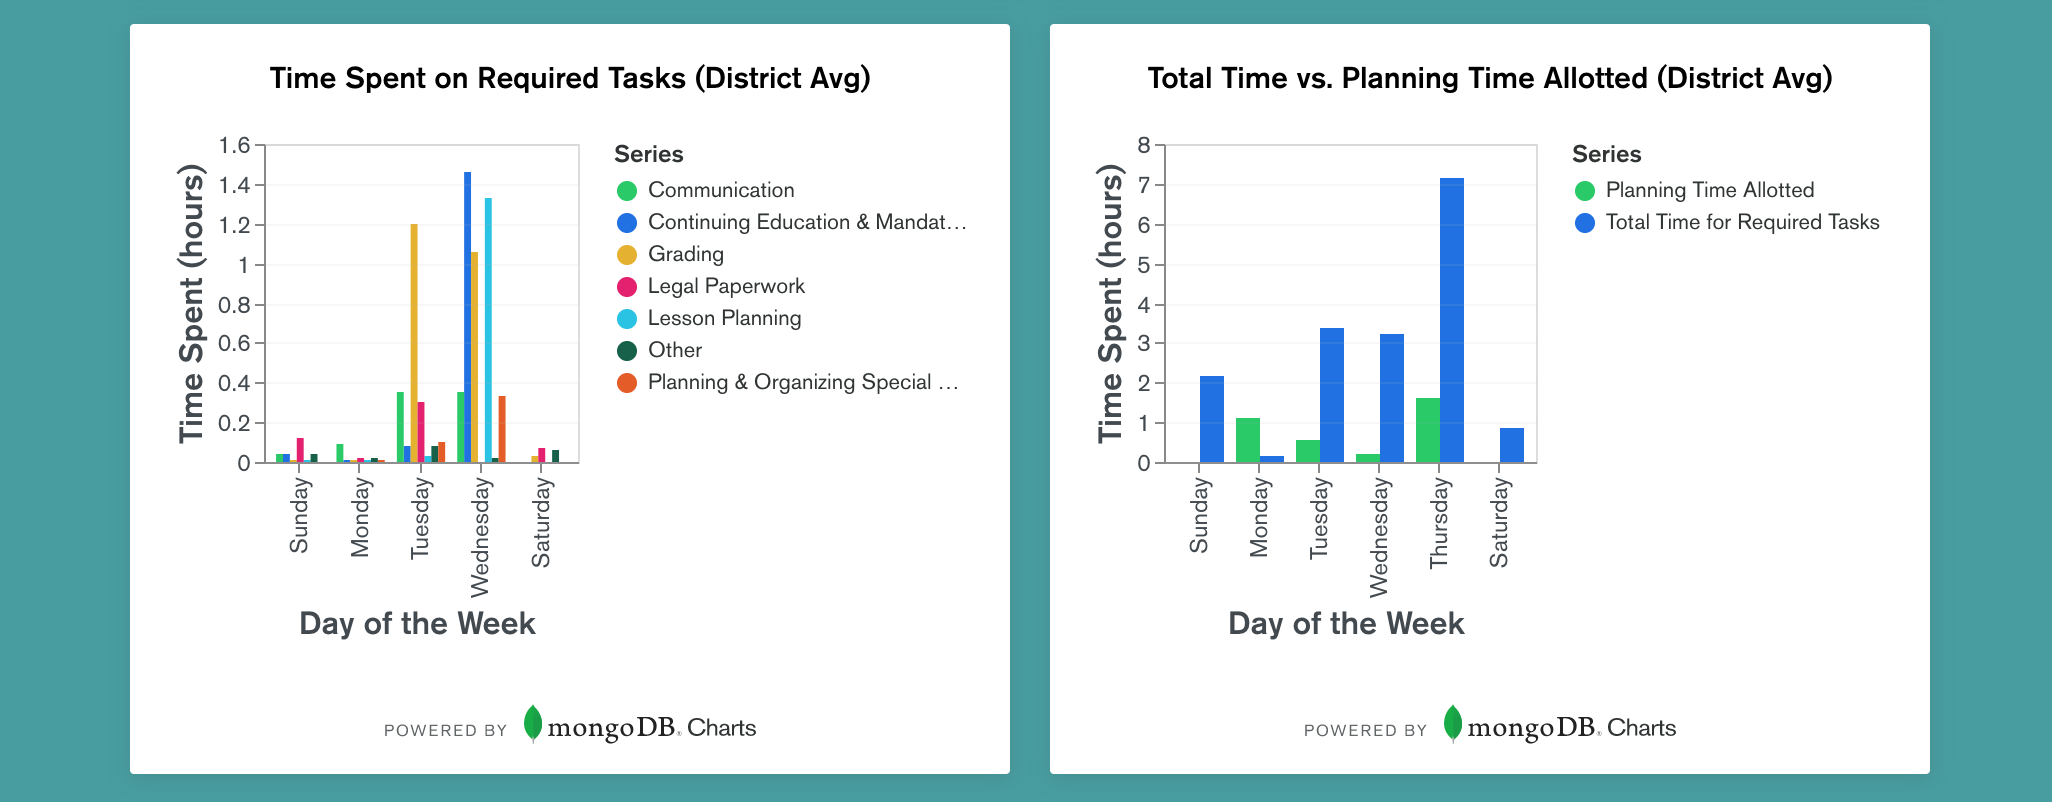 Time Spent on Required Tasks (District Avg)
Time Spent (hours)
1.6
1.4
1.2
1
0.8
0.6
0.4
0.2
0
Sunday
Monday
Tuesday
Wednesday
Saturday
Day of the Week
Series
Communication
Continuing Education & Mandat…
Grading
Legal Paperwork
Lesson Planning
Other
Planning & Organizing Special …
POWERED BY mongoDB® Charts
Total Time vs. Planning Time Allotted (District Avg)
Time Spent (hours)
8
7
6
5
4
3
2
1
0
Sunday
Monday
Tuesday
Wednesday
Thursday
Saturday
Day of the Week
Series
Planning Time Allotted
Total Time for Required Tasks
POWERED BY mongoDB® Charts